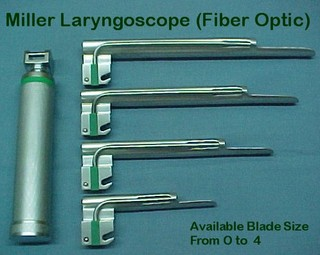 Miller Laryngoscope (Fiber Optic)
Available Blade Size
From 0 to 4